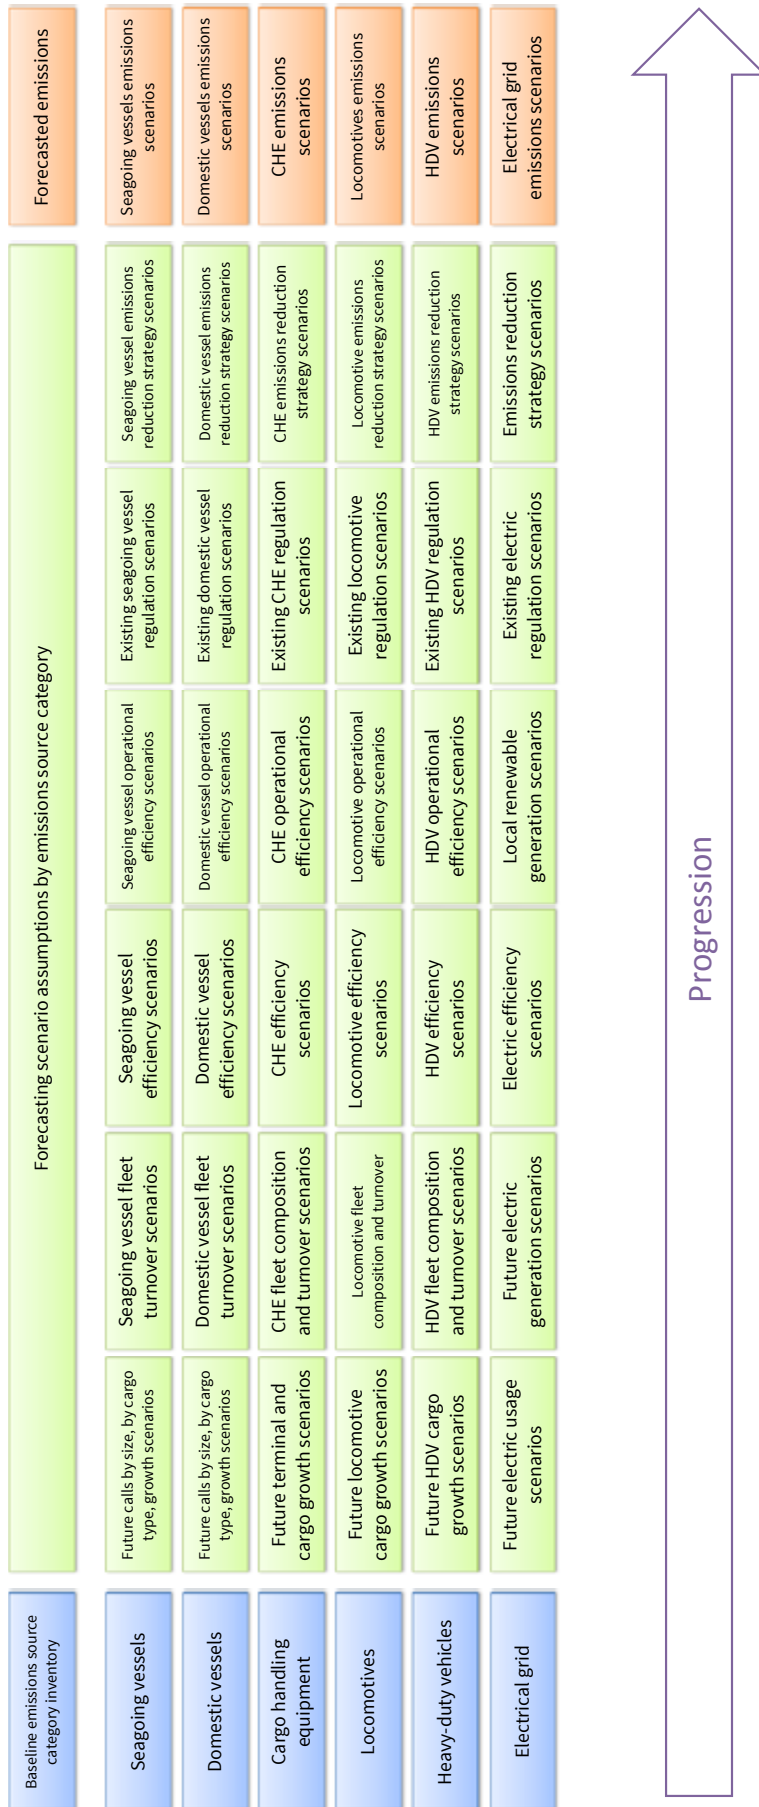 Baseline emissions source
category inventory
Forecasting scenario assumptions by emissions source category
Forecasted emissions
Seagoing vessels
Future calls by size, by cargo
type, growth scenarios
Seagoing vessel fleet
turnover scenarios
Seagoing vessel
efficiency scenarios
Seagoing vessel operational
efficiency scenarios
Existing seagoing vessel
regulation scenarios
Seagoing vessel emissions
reduction strategy scenarios
Seagoing vessels emissions
scenarios
Domestic vessels
Future calls by size, by cargo
type, growth scenarios
Domestic vessel fleet
turnover scenarios
Domestic vessel
efficiency scenarios
Domestic vessel operational
efficiency scenarios
Existing domestic vessel
regulation scenarios
Domestic vessel emissions
reduction strategy scenarios
Domestic vessels emissions
scenarios
Cargo handling
equipment
Future terminal and
cargo growth scenarios
CHE fleet composition
and turnover scenarios
CHE efficiency
scenarios
CHE operational
efficiency scenarios
Existing CHE regulation
scenarios
CHE emissions reduction
strategy scenarios
CHE emissions
scenarios
Locomotives
Future locomotive
cargo growth scenarios
Locomotive fleet
composition and turnover
Locomotive efficiency
scenarios
Locomotive operational
efficiency scenarios
Existing locomotive
regulation scenarios
Locomotive emissions
reduction strategy scenarios
Locomotives emissions
scenarios
Heavy-duty vehicles
Future HDV cargo
growth scenarios
HDV fleet composition
and turnover scenarios
HDV efficiency
scenarios
HDV operational
efficiency scenarios
Existing HDV regulation
scenarios
HDV emissions reduction
strategy scenarios
HDV emissions
scenarios
Electrical grid
Future electric usage
scenarios
Future electric
generation scenarios
Electric efficiency
scenarios
Local renewable
generation scenarios
Existing electric
regulation scenarios
Emissions reduction
strategy scenarios
Electrical grid
emissions scenarios
Progression